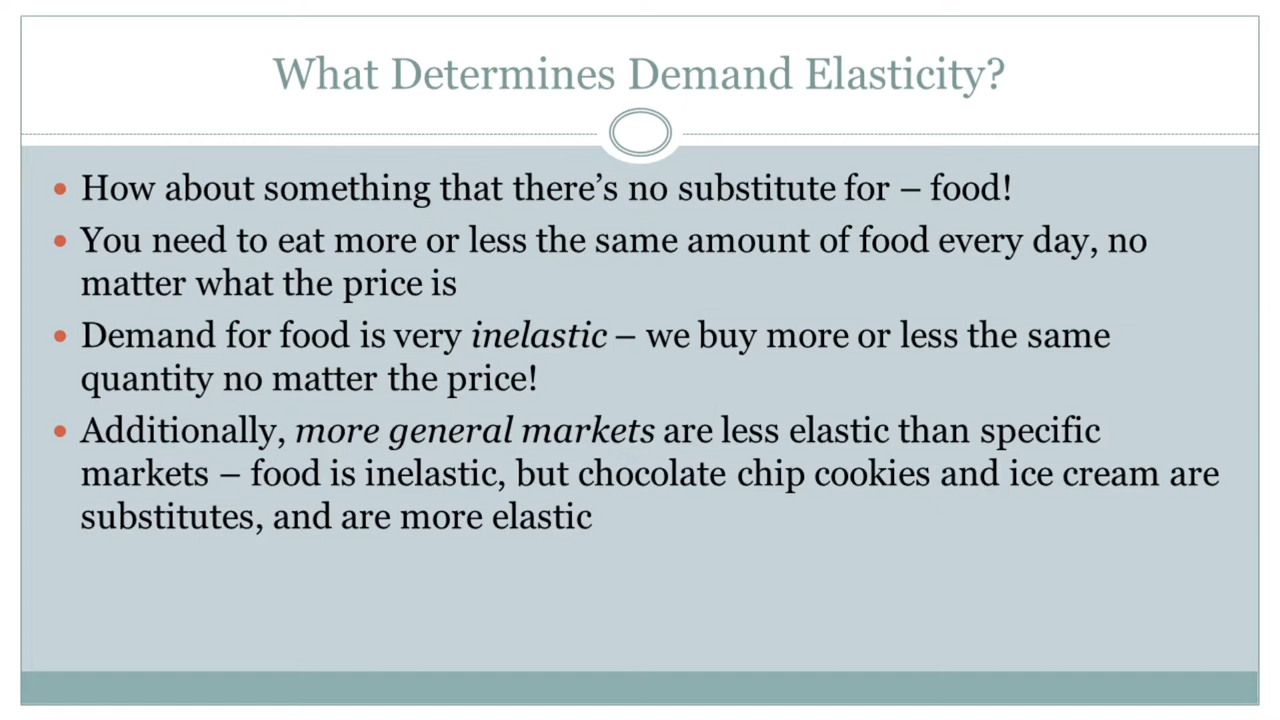 What Determines Demand Elasticity?
• How about something that there’s no substitute for – food!
• You need to eat more or less the same amount of food every day, no
matter what the price is
• Demand for food is very inelastic – we buy more or less the same
quantity no matter the price!
• Additionally, more general markets are less elastic than specific
markets – food is inelastic, but chocolate chip cookies and ice cream are
substitutes, and are more elastic